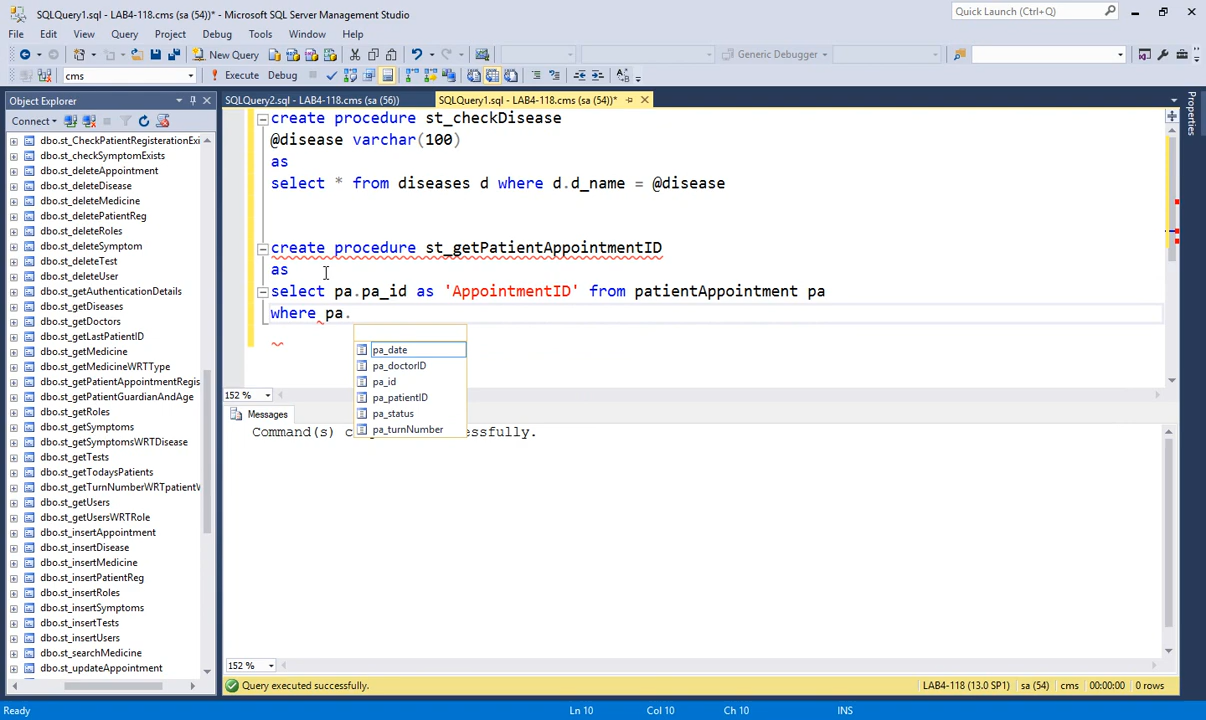 SQLQuery1.sql - LAB4-118.cms (sa (54))* - Microsoft SQL Server Management Studio
Quick Launch (Ctrl+Q)
File Edit View Query Project Debug Tools Window Help
New Query
Generic Debugger
cms
Execute Debug
Object Explorer
SQLQuery2.sql - LAB4-118.cms (sa (56))
SQLQuery1.sql - LAB4-118.cms (sa (54))*
Properties
Connect
dbo.st_CheckPatientRegisterationExi
dbo.st_checkSymptomExists
dbo.st_deleteAppointment
dbo.st_deleteDisease
dbo.st_deleteMedicine
dbo.st_deletePatientReg
dbo.st_deleteRoles
dbo.st_deleteSymptom
dbo.st_deleteTest
dbo.st_deleteUser
dbo.st_getAuthenticationDetails
dbo.st_getDiseases
dbo.st_getDoctors
dbo.st_getLastPatientID
dbo.st_getMedicine
dbo.st_getMedicineWRTType
dbo.st_getPatientAppointmentRegis
dbo.st_getPatientGuardianAndAge
dbo.st_getRoles
dbo.st_getSymptoms
dbo.st_getSymptomsWRTDisease
dbo.st_getTests
dbo.st_getTodaysPatients
dbo.st_getTurnNumberWRTpatientW
dbo.st_getUsers
dbo.st_getUsersWRTRole
dbo.st_insertAppointment
dbo.st_insertDisease
dbo.st_insertMedicine
dbo.st_insertPatientReg
dbo.st_insertRoles
dbo.st_insertSymptoms
dbo.st_insertTests
dbo.st_insertUsers
dbo.st_searchMedicine
dbo.st_updateAppointment
create procedure st_checkDisease
@disease varchar(100)
as
select * from diseases d where d.d_name = @disease
create procedure st_getPatientAppointmentID
as
select pa.pa_id as 'AppointmentID' from patientAppointment pa
where pa.
pa_date
pa_doctorID
pa_id
pa_patientID
pa_status
pa_turnNumber
152 %
Messages
Command(s) c
essfully.
152 %
Query executed successfully.
LAB4-118 (13.0 SP1) sa (54) cms 00:00:00 0 rows
Ready
Ln 10 Col 10 Ch 10 INS